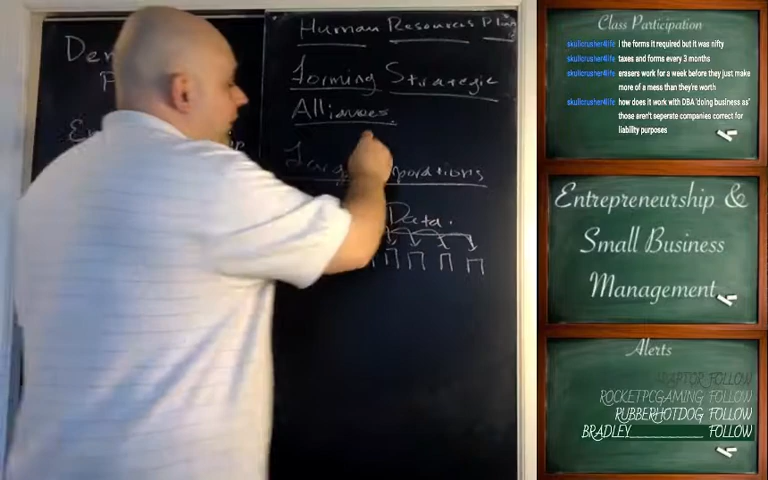 Human Resources Plan
Forming Strategic
Alliances.
Data.
Class Participation
skullcrusher4life I the forms it required but it was nifty
skullcrusher4life taxes and forms every 3 months
skullcrusher4life erasers work for a week before they just make
more of a mess than they're worth
skullcrusher4life how does it work with DBA 'doing business as"
those aren't seperate companies correct for
liability purposes
Entrepreneurship &
Small Business
Management
Alerts
RAPTOR FOLLOW
ROCKETPCGAMING FOLLOW
RUBBERHOTDOG FOLLOW
BRADLEY FOLLOW